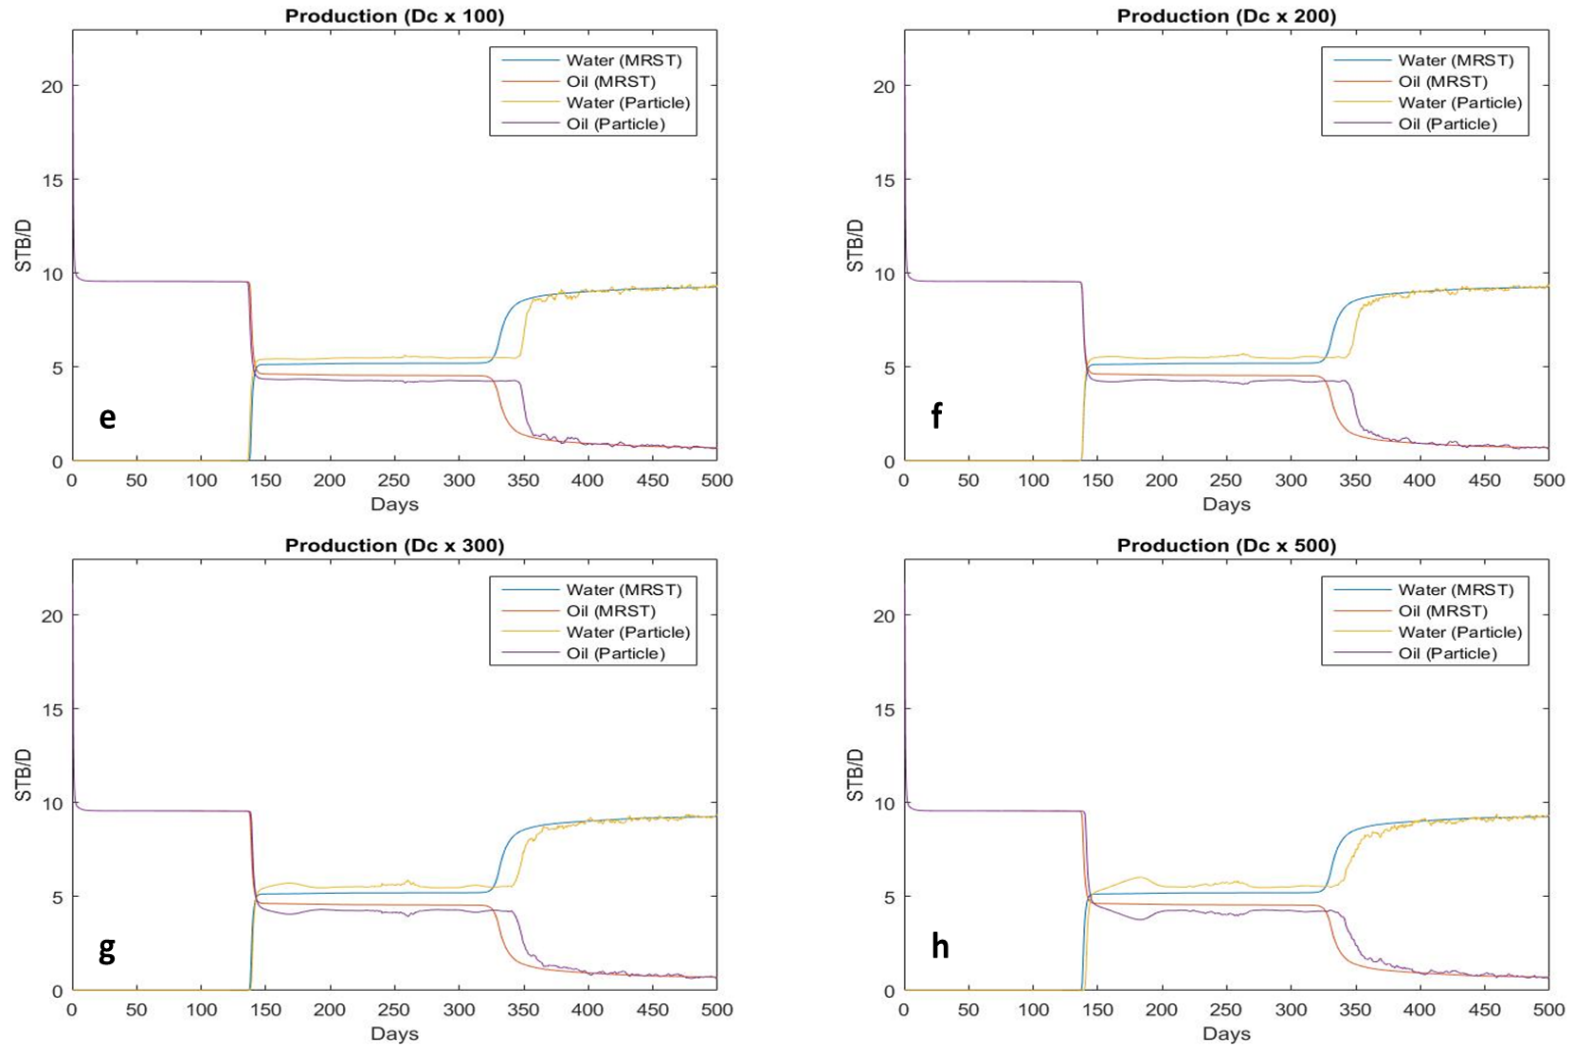 Production (Dc x 100)
Water (MRST)
Oil (MRST)
Water (Particle)
Oil (Particle)
20
15
10
5
0
STB/D
e
0 50 100 150 200 250 300 350 400 450 500
Days
Production (Dc x 200)
Water (MRST)
Oil (MRST)
Water (Particle)
Oil (Particle)
20
15
10
5
0
STB/D
f
0 50 100 150 200 250 300 350 400 450 500
Days
Production (Dc x 300)
Water (MRST)
Oil (MRST)
Water (Particle)
Oil (Particle)
20
15
10
5
0
STB/D
g
0 50 100 150 200 250 300 350 400 450 500
Days
Production (Dc x 500)
Water (MRST)
Oil (MRST)
Water (Particle)
Oil (Particle)
20
15
10
5
0
STB/D
h
0 50 100 150 200 250 300 350 400 450 500
Days